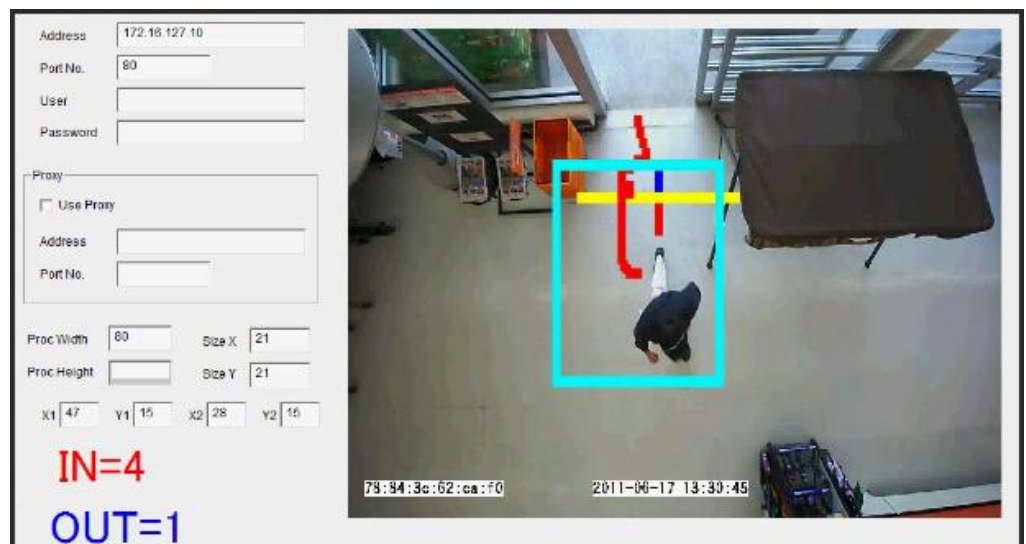 Address 172.16.127.10
Port No. 80
User
Password
Proxy
Use Proxy
Address
Port No.
Proc Width 80 Size X 21
Proc Height Size Y 21
X1 47 Y1 15 X2 28 Y2 15
IN=4
OUT=1
78:84:3c:62:ca:f0 2011-06-17 13:30:45